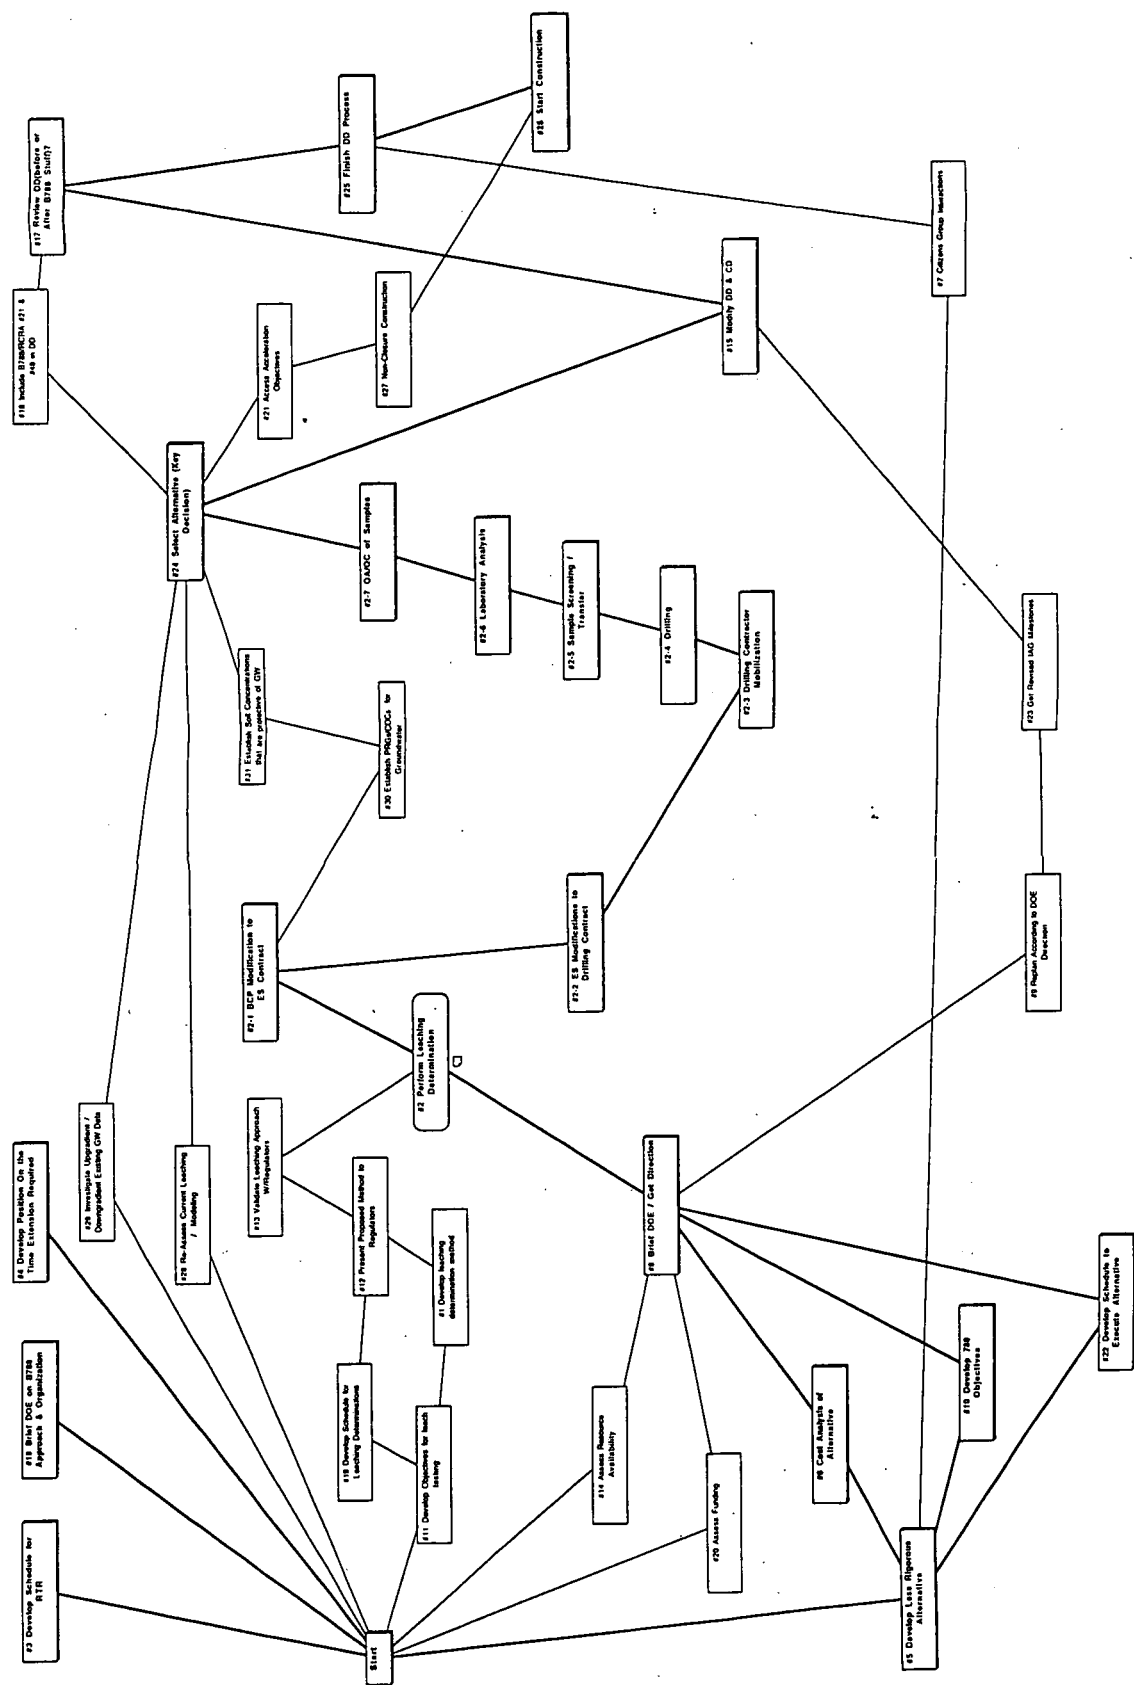 #3 Develop Schedule for
RTR
Brief DOE on B788
Approach & Organization
#4 Develop Position On the
Time Extension Required
#29 Investigate Upgradient /
Downgradient Existing GW Data
#28 Re-Assess Current Leaching
/ Modeling
#18 Include B788/RCRA #21 &
#48 in DD
#17 Review DD(before or
After B788 Stuff)?
#24 Select Alternative (Key
Decision)
#2-1 BCP Modification to
ES Contract
#31 Establish Soil Concentrations
that are protective of GW
#21 Access Acceleration
Objectives
#13 Validate Leaching Approach
W/Regulators
Start
#19 Develop Schedule for
Leaching Determinations
#12 Present Proposed Method to
Regulators
#25 Finish DD Process
#2-7 QA/QC of Samples
#30 Establish PRGs/COCs for
Groundwater
#27 Non-Closure Construction
#11 Develop Objectives for leach
testing
#1 Develop leaching
determination method
#2 Perform Leaching
Determination
#2-6 Laboratory Analysis
#26 Start Construction
#2-2 ES Modifications to
Drilling Contract
#2-5 Sample Screening /
Transfer
#14 Assess Resource
Availability
#8 Brief DOE / Get Direction
#2-4 Drilling
#20 Assess Funding
#2-3 Drilling Contractor
Mobilization
#15 Modify DD & CD
#6 Cost Analysis of
Alternative
#5 Develop Less Rigorous
Alternative
#10 Develop 788
Objectives
#7 Citizens Group Interactions
#9 Replan According to DOE
Direction
#23 Get Revised IAG Milestones
#22 Develop Schedule to
Execute Alternative